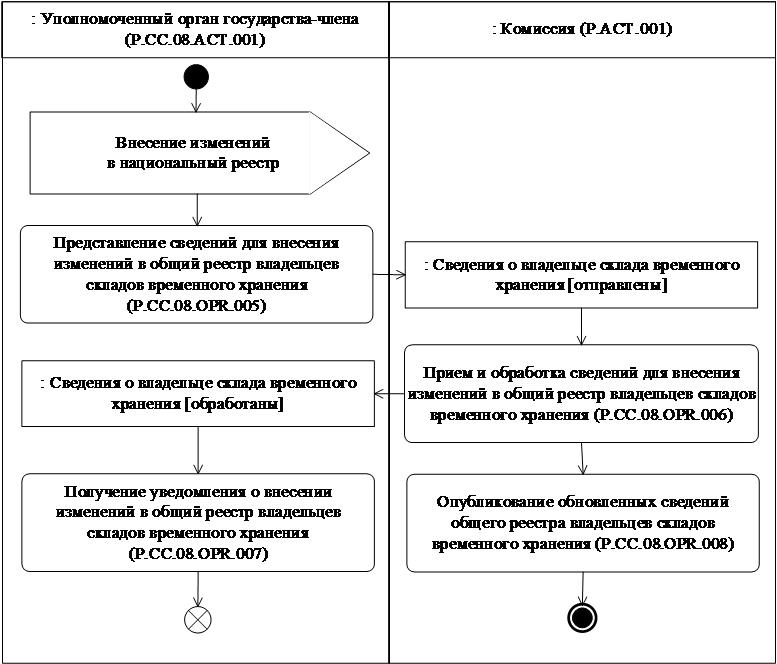 : Уполномоченный орган государства-члена
(P.CC.08.ACT.001)
: Комиссия (P.ACT.001)
Внесение изменений
в национальный реестр
Представление сведений для внесения
изменений в общий реестр владельцев
складов временного хранения
(P.CC.08.OPR.005)
: Сведения о владельце склада временного
хранения [отправлены]
Прием и обработка сведений для внесения
изменений в общий реестр владельцев складов
временного хранения (P.CC.08.OPR.006)
: Сведения о владельце склада временного
хранения [обработаны]
Получение уведомления о внесении
изменений в общий реестр владельцев
складов временного хранения
(P.CC.08.OPR.007)
Опубликование обновленных сведений
общего реестра владельцев складов
временного хранения (P.CC.08.OPR.008)